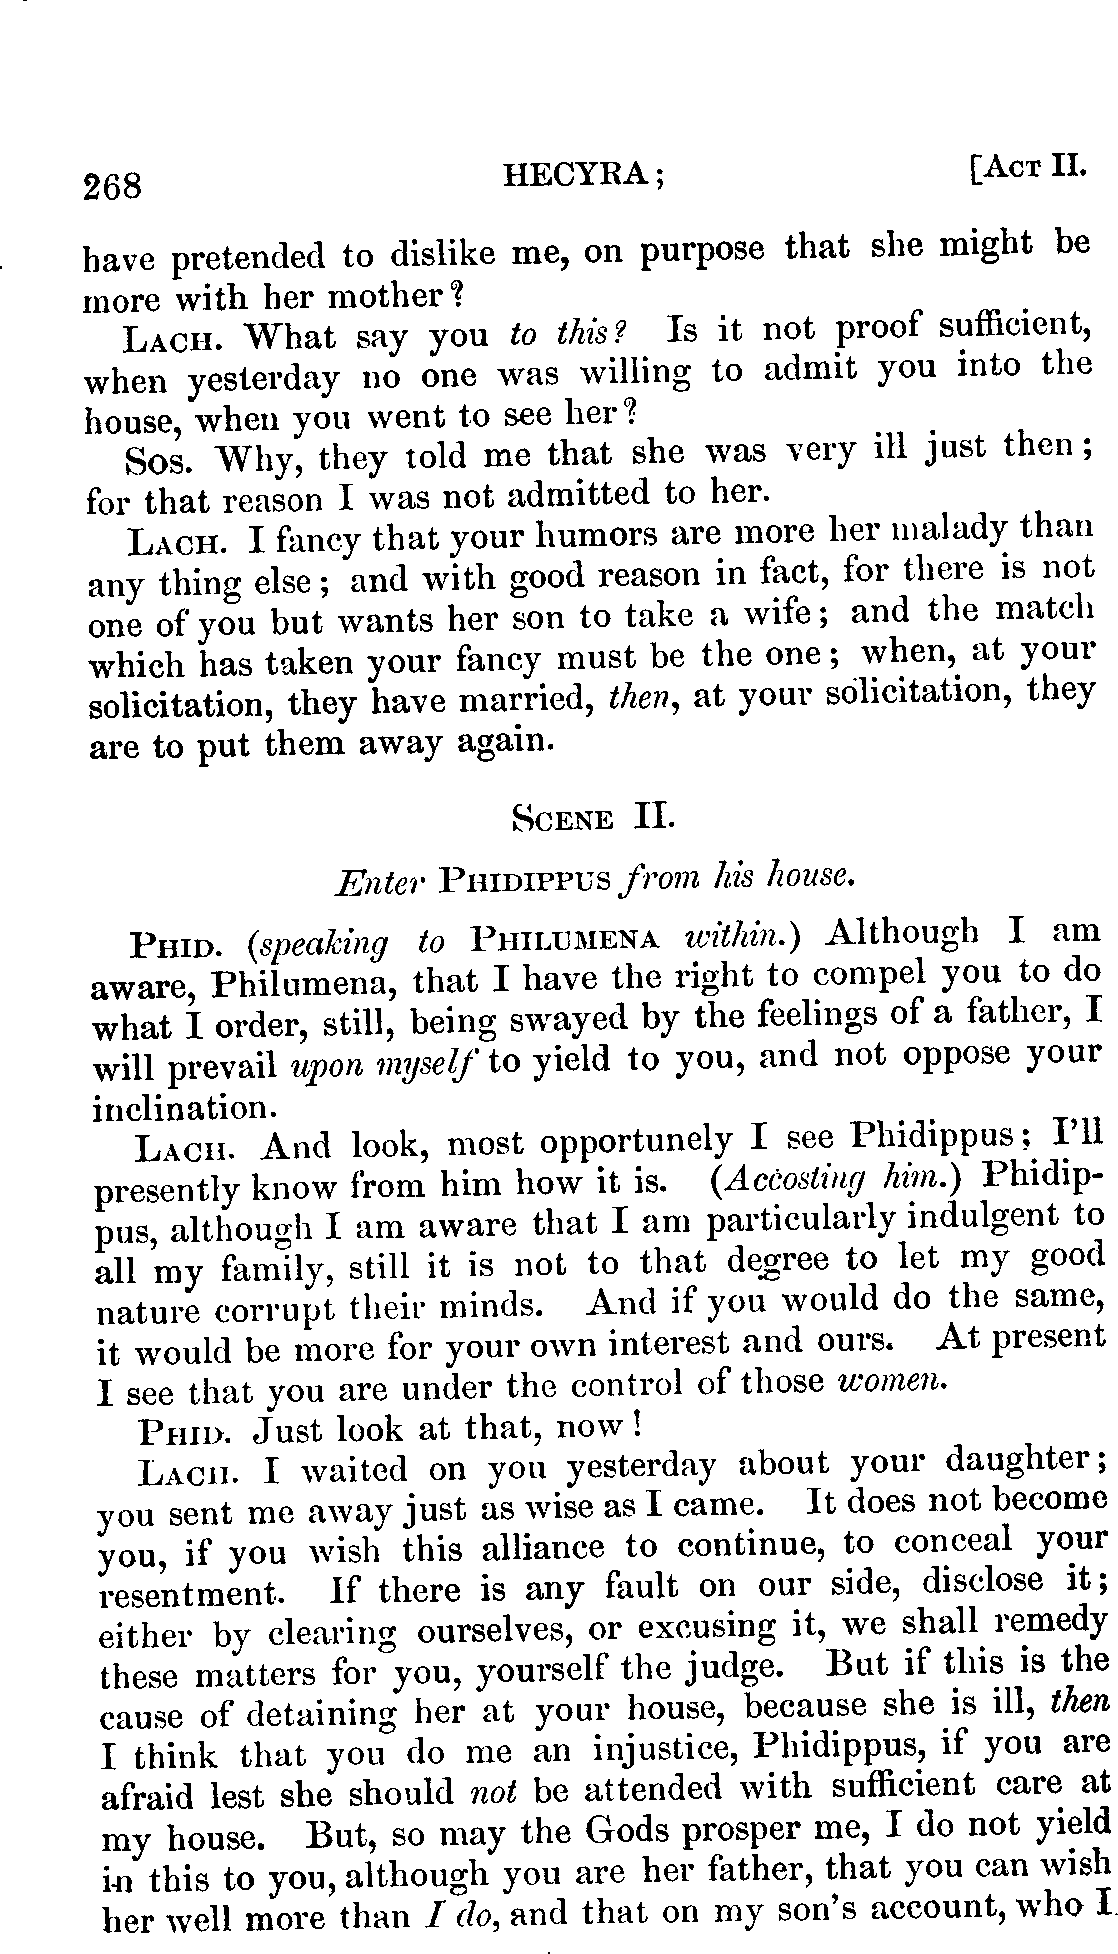 268 HECYRA; [ACT II.
have pretended to dislike me, on purpose that she might be
more with her mother?
LACH. What say you to this? Is it not proof sufficient,
when yesterday no one was willing to admit you into the
house, when you went to see her?
SOS. Why, they told me that she was very ill just then;
for that reason I was not admitted to her.
LACH. I fancy that your humors are more her malady than
any thing else; and with good reason in fact, for there is not
one of you but wants her son to take a wife; and the match
which has taken your fancy must be the one; when, at your
solicitation, they have married, then, at your solicitation, they
are to put them away again.
SCENE II.
Enter PHIDIPPUS from his house.
PHID. (speaking to PHILUMENA within.) Although I am
aware, Philumena, that I have the right to compel you to do
what I order, still, being swayed by the feelings of a father, I
will prevail upon myself to yield to you, and not oppose your
inclination.
LACH. And look, most opportunely I see Phidippus; I'll
presently know from him how it is. (Accosting him.) Phidip-
pus, although I am aware that I am particularly indulgent to
all my family, still it is not to that degree to let my good
nature corrupt their minds. And if you would do the same,
it would be more for your own interest and ours. At present
I see that you are under the control of those women.
PHID. Just look at that, now!
LACH. I waited on you yesterday about your daughter;
you sent me away just as wise as I came. It does not become
you, if you wish this alliance to continue, to conceal your
resentment. If there is any fault on our side, disclose it;
either by clearing ourselves, or excusing it, we shall remedy
these matters for you, yourself the judge. But if this is the
cause of detaining her at your house, because she is ill, then
I think that you do me an injustice, Phidippus, if you are
afraid lest she should not be attended with sufficient care at
my house. But, so may the Gods prosper me, I do not yield
in this to you, although you are her father, that you can wish
her well more than I do, and that on my son's account, who I